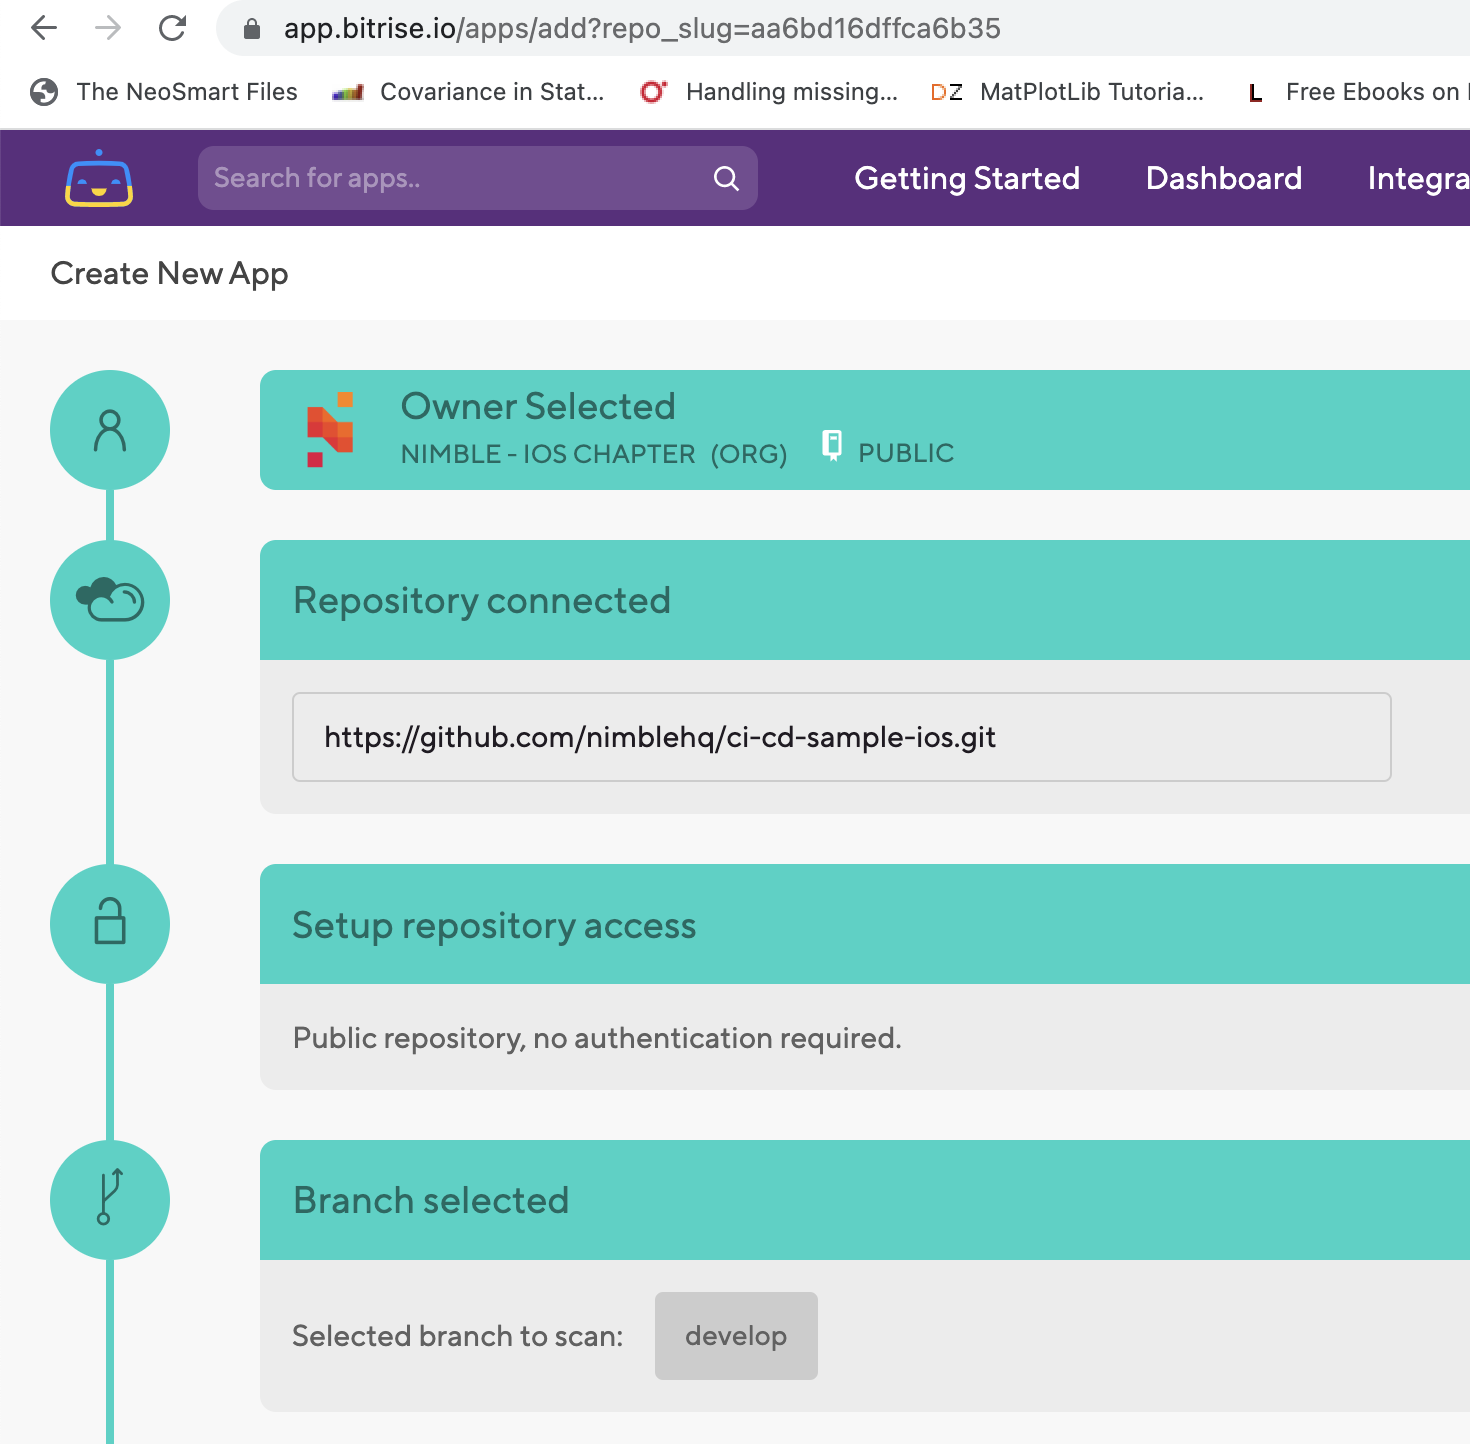 app.bitrise.io/apps/add?repo_slug=aa6bd16dffca6b35
The NeoSmart Files Covariance in Stat... Handling missing... DZ MatPlotLib Tutoria... L Free Ebooks on
Search for apps.. Getting Started Dashboard Integra
Create New App
Owner Selected
NIMBLE - IOS CHAPTER (ORG) PUBLIC
Repository connected
https://github.com/nimblehq/ci-cd-sample-ios.git
Setup repository access
Public repository, no authentication required.
Branch selected
Selected branch to scan: develop